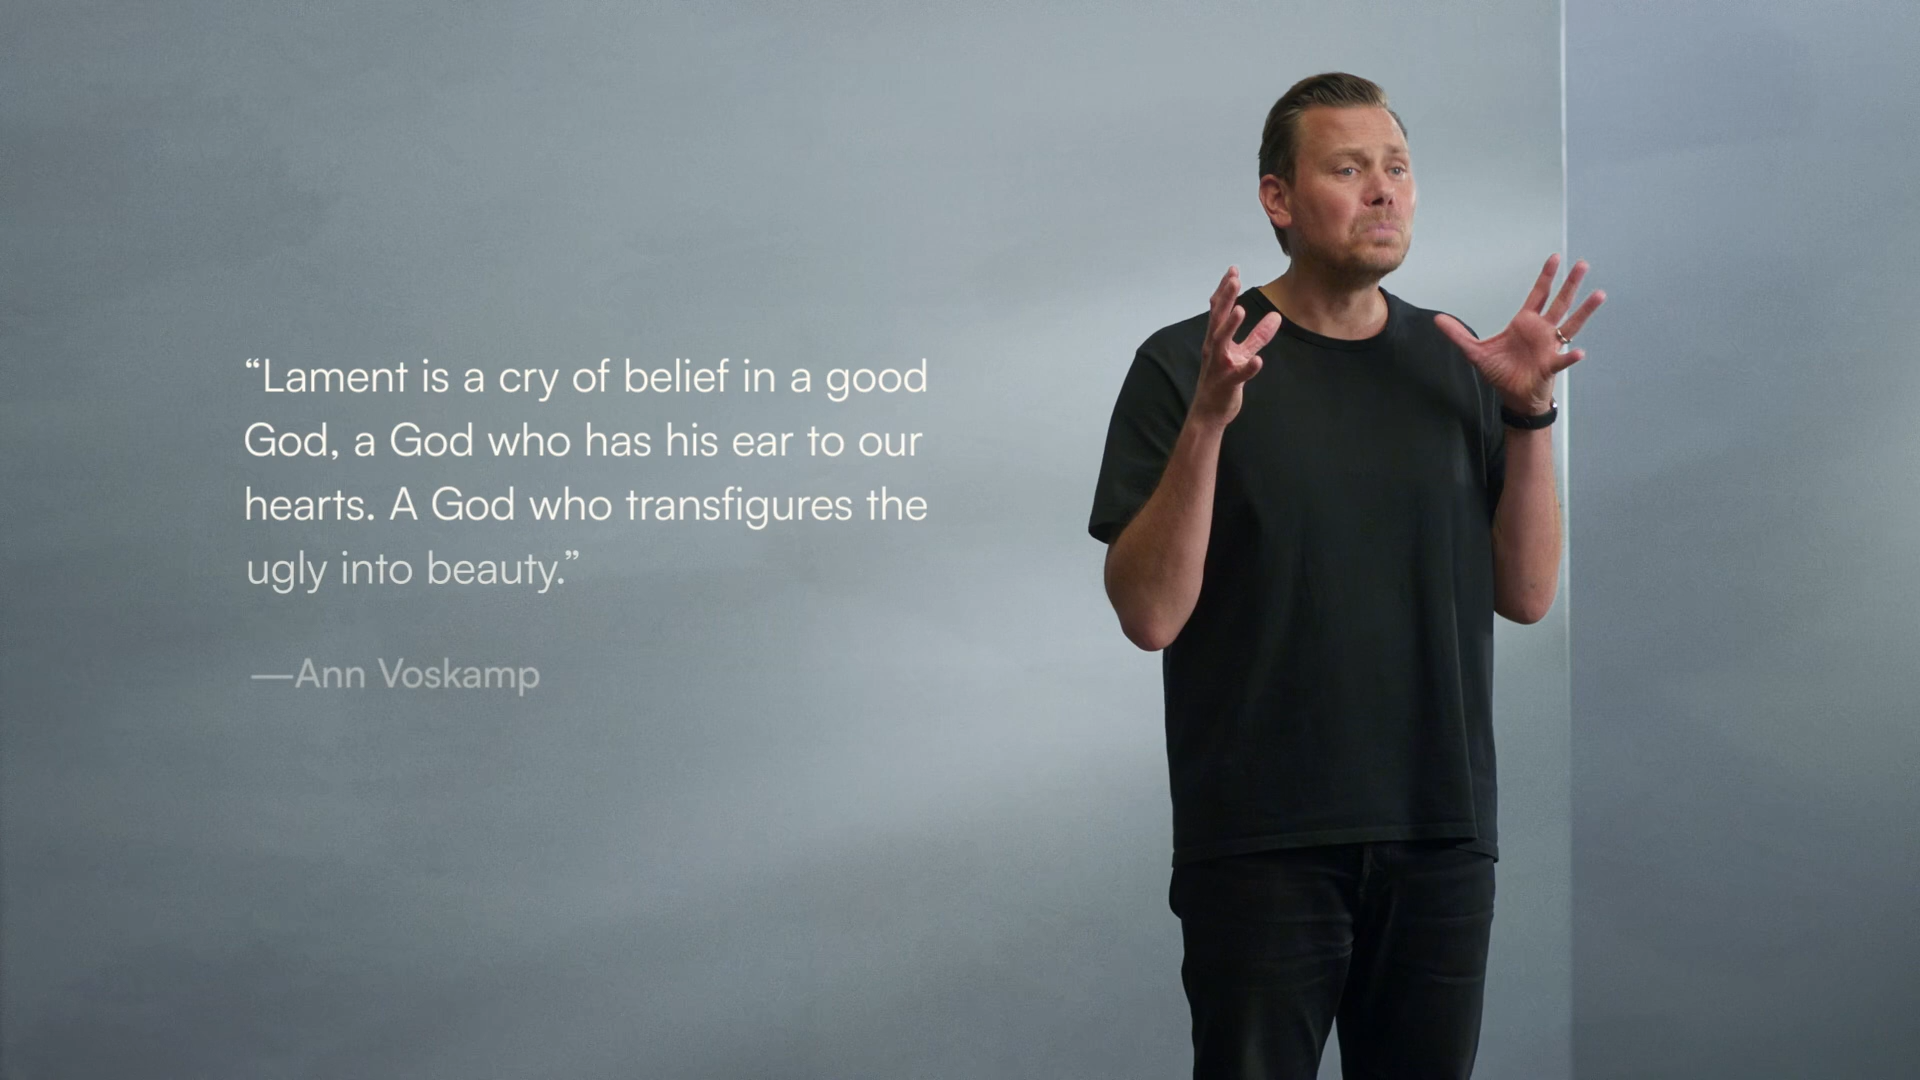 “Lament is a cry of belief in a good
God, a God who has his ear to our
hearts. A God who transfigures the
ugly into beauty.”
—Ann Voskamp